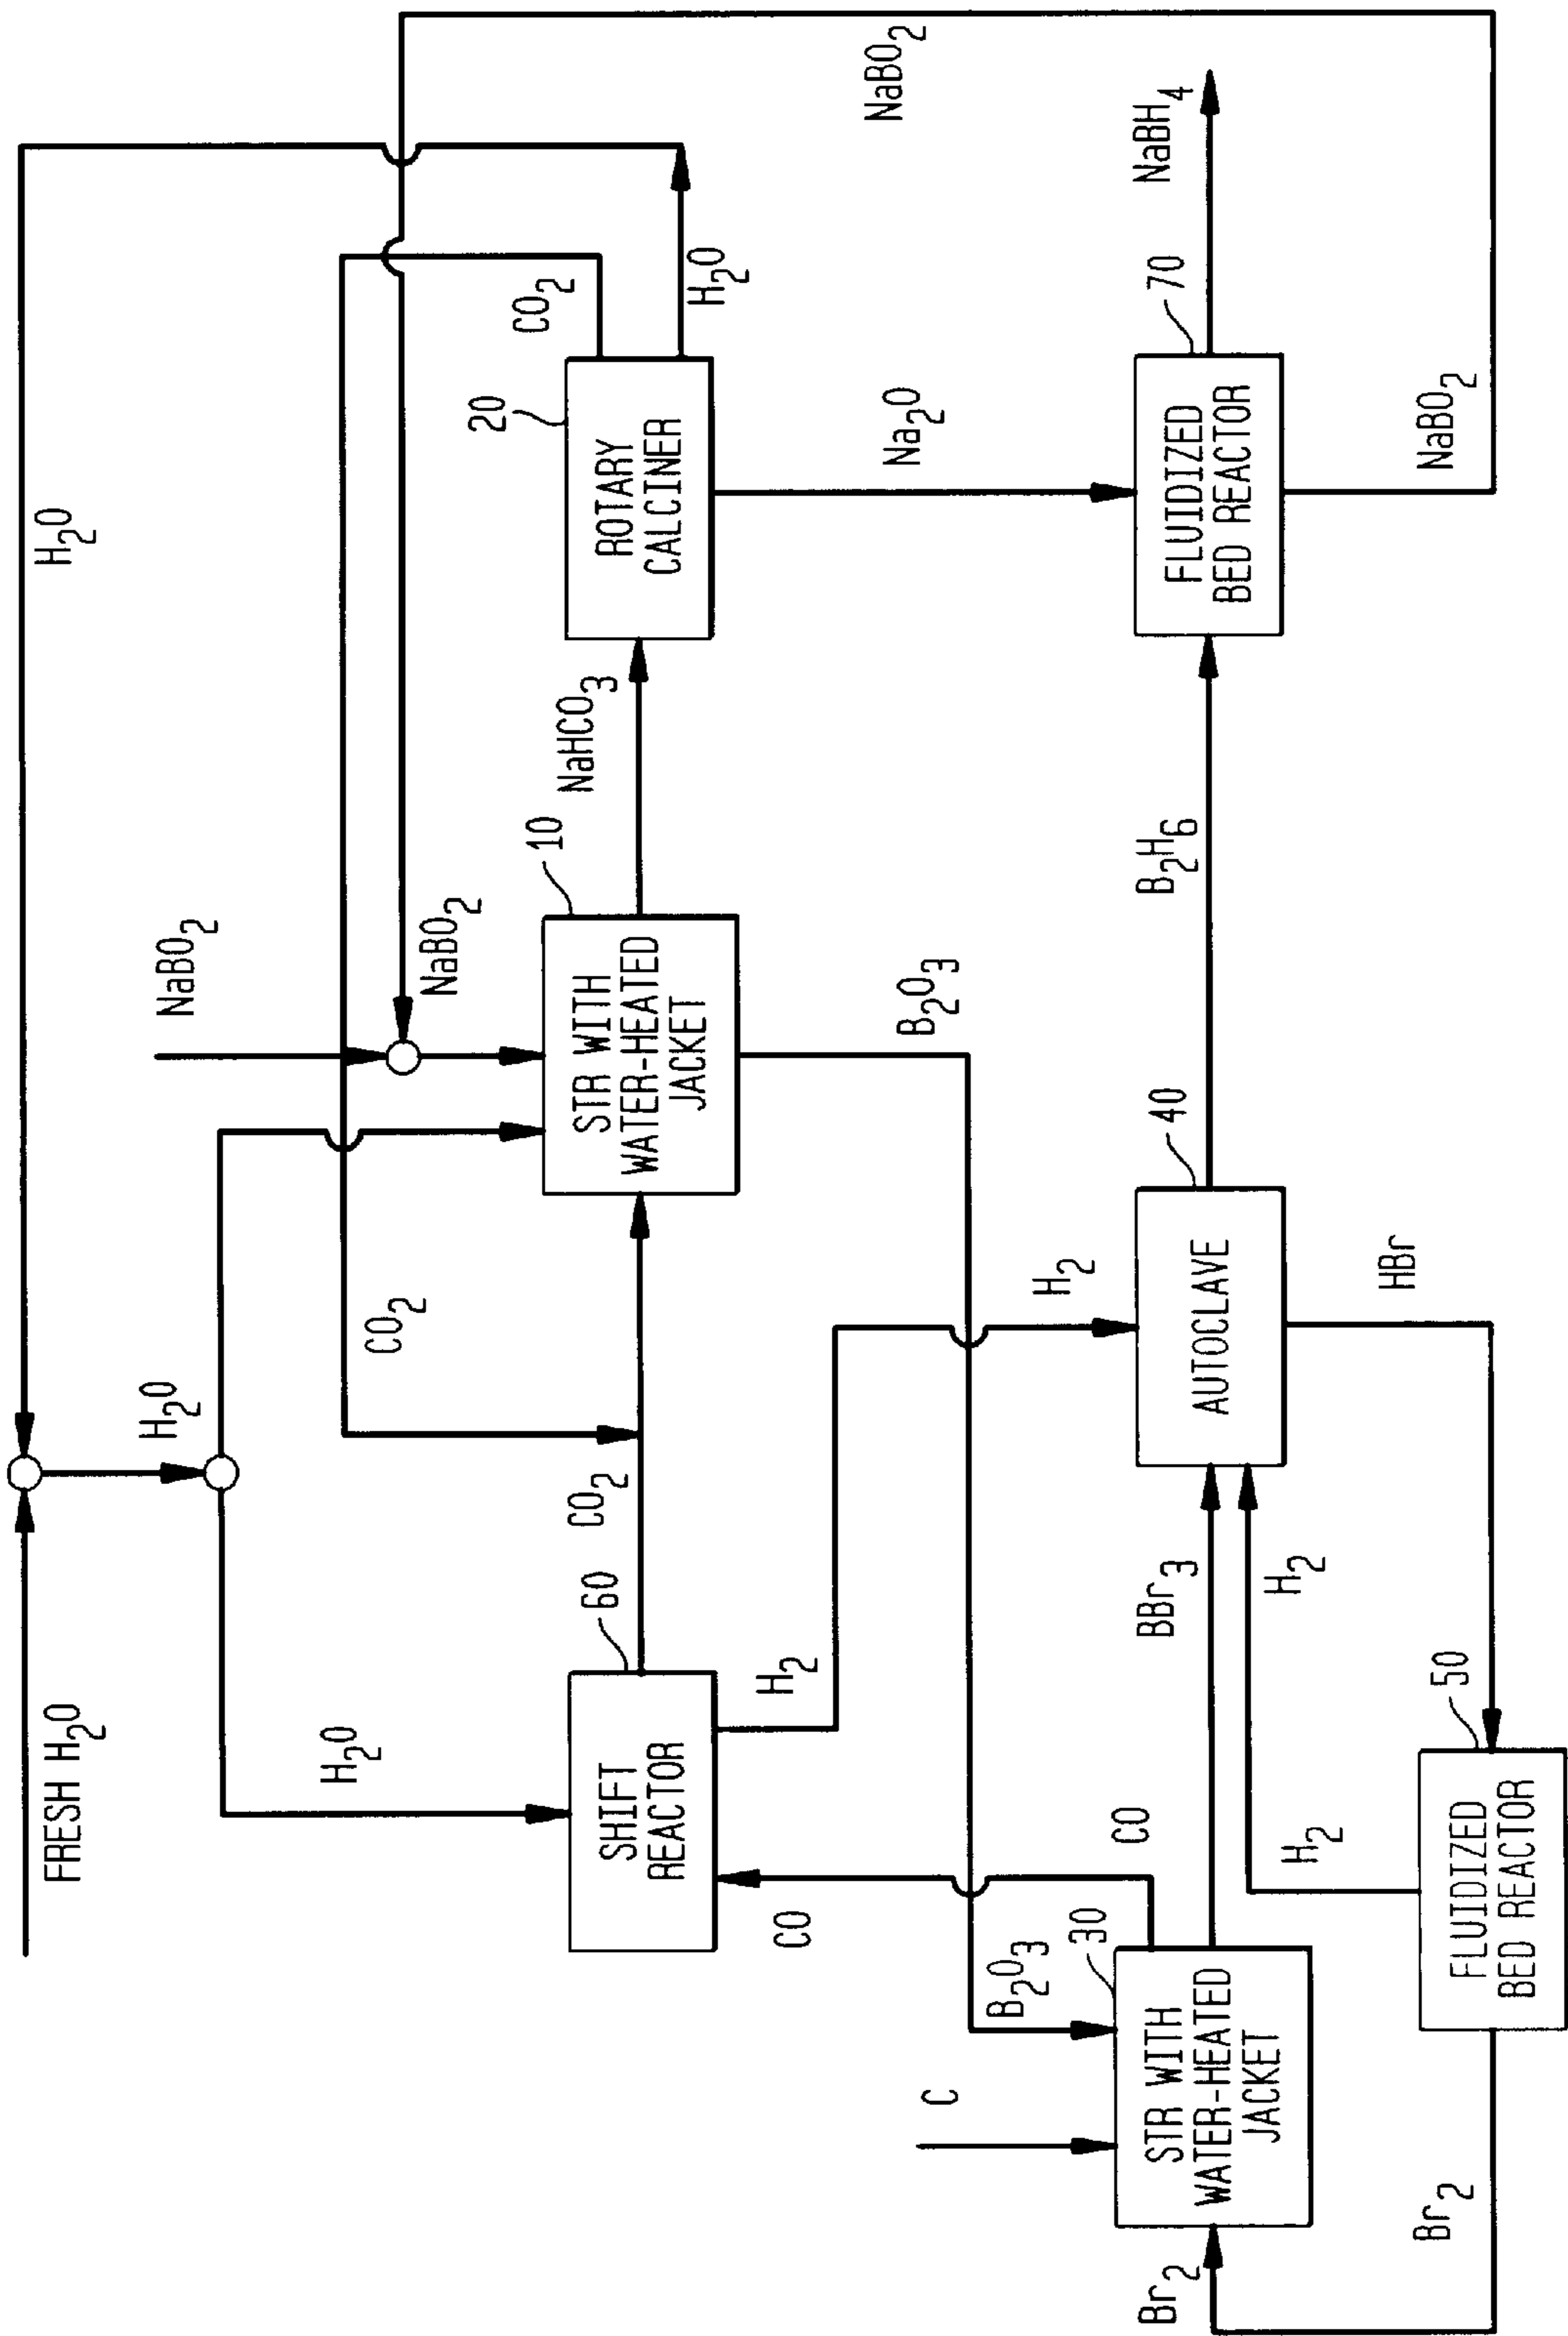 FRESH H2O
H2O
H2O
H2O
NaBO2
NaBO2
NaBO2
CO2
CO2
CO2
H2O
SHIFT
REACTOR
60
STR WITH
WATER-HEATED
JACKET
10
NaHCO3
ROTARY
CALCINER
20
CO
H2
B2O3
Na2O
C
B2O3
30
CO
H2
STR WITH
WATER-HEATED
JACKET
Br2
BBr3
H2
H2
AUTOCLAVE
40
B2H6
FLUIDIZED
BED REACTOR
70
NaBH4
Br2
FLUIDIZED
BED REACTOR
50
HBr
NaBO2